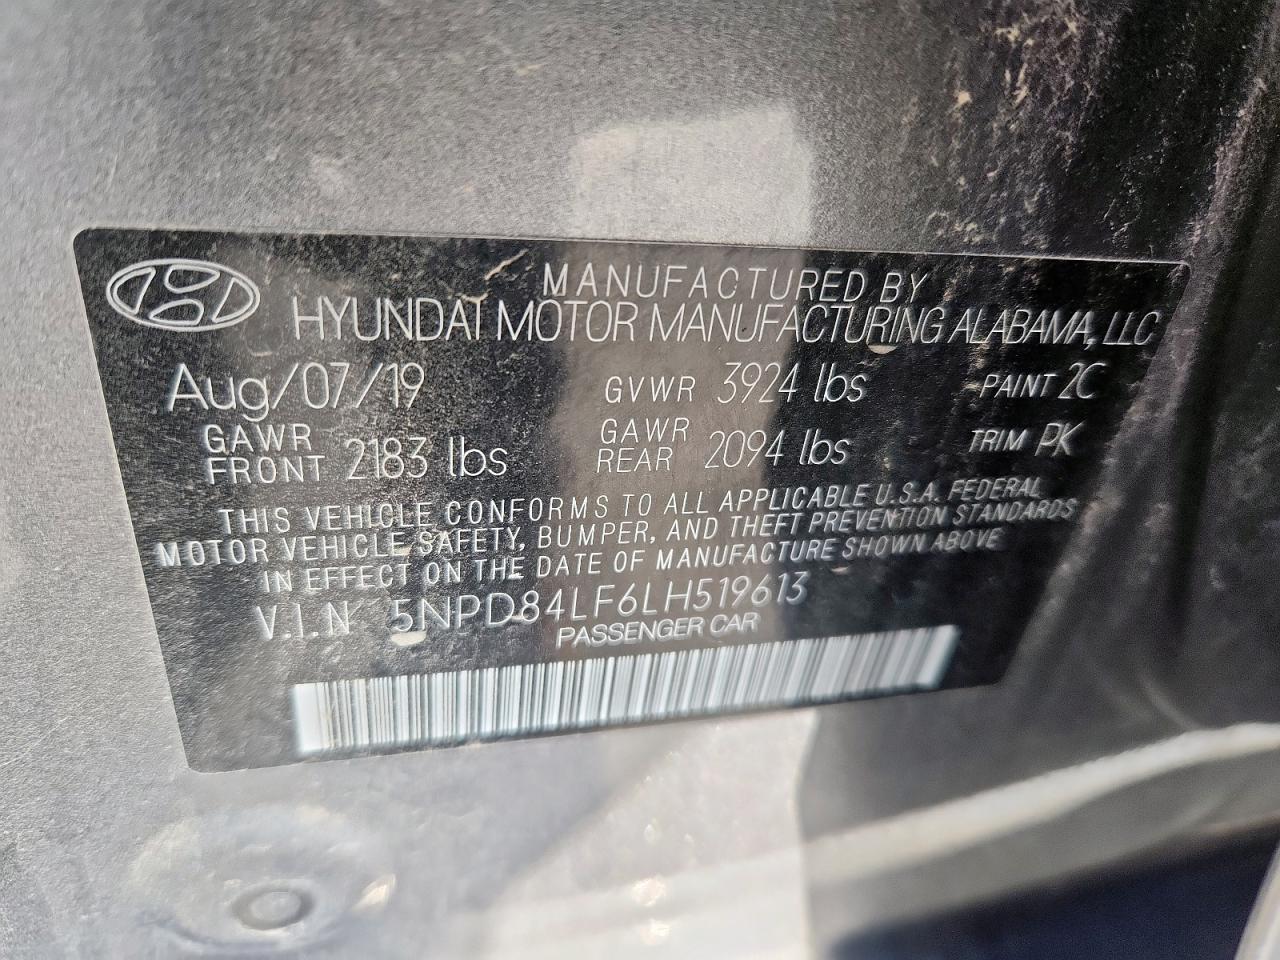 MANUFACTURED BY
HYUNDAI MOTOR MANUFACTURING ALABAMA, LLC
Aug/07/19 GVWR 3924 lbs PAINT 2C
GAWR FRONT 2183 lbs GAWR REAR 2094 lbs TRIM PK
THIS VEHICLE CONFORMS TO ALL APPLICABLE U.S.A. FEDERAL
MOTOR VEHICLE SAFETY, BUMPER, AND THEFT PREVENTION STANDARDS
IN EFFECT ON THE DATE OF MANUFACTURE SHOWN ABOVE
V.I.N 5NPD84LF6LH519613
PASSENGER CAR